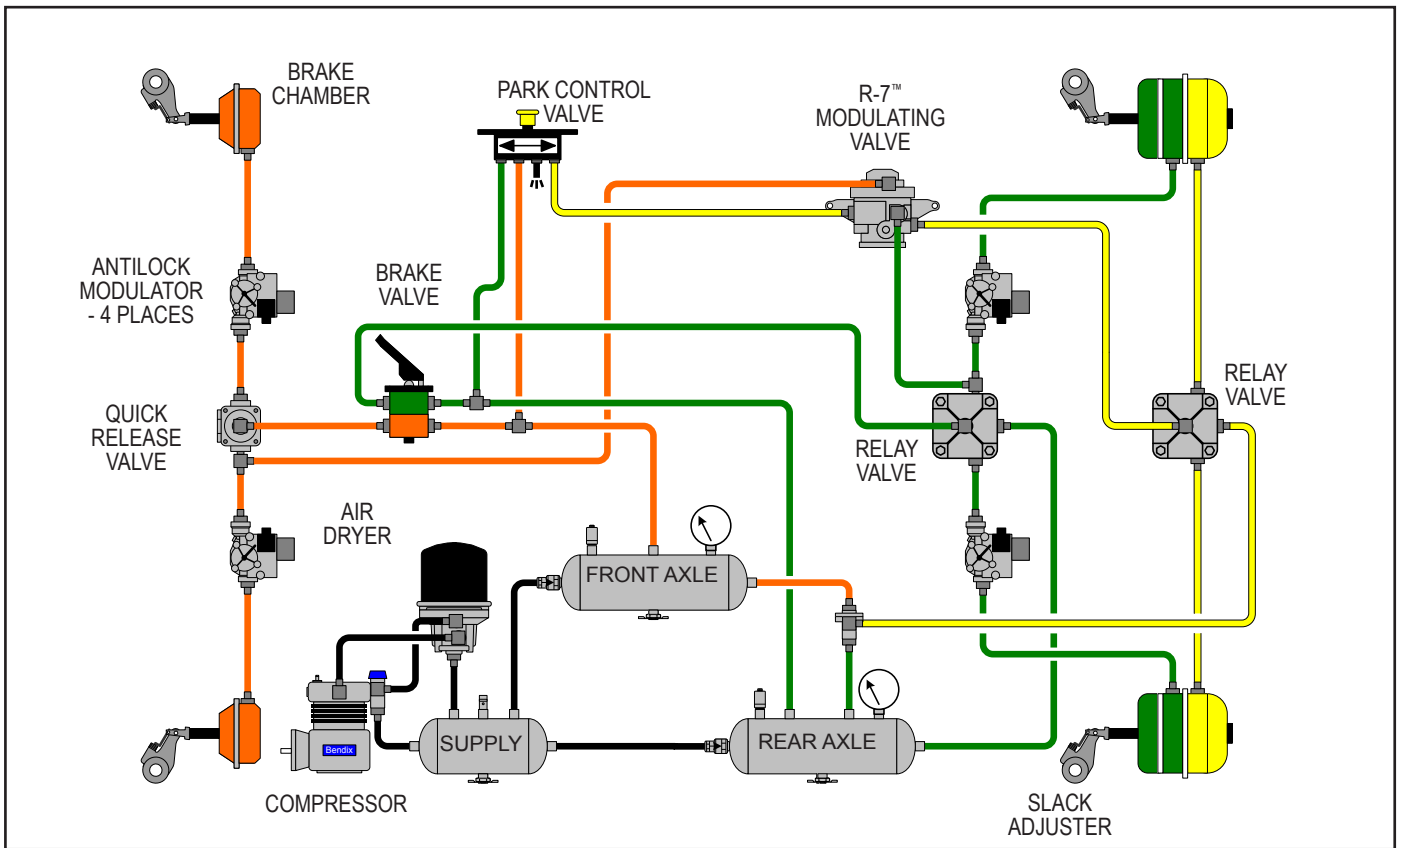 BRAKE
CHAMBER
PARK CONTROL
VALVE
R-7™
MODULATING
VALVE
ANTILOCK
MODULATOR
- 4 PLACES
BRAKE
VALVE
QUICK
RELEASE
VALVE
RELAY
VALVE
RELAY
VALVE
AIR
DRYER
FRONT AXLE
SUPPLY
REAR AXLE
Bendix
COMPRESSOR
SLACK
ADJUSTER